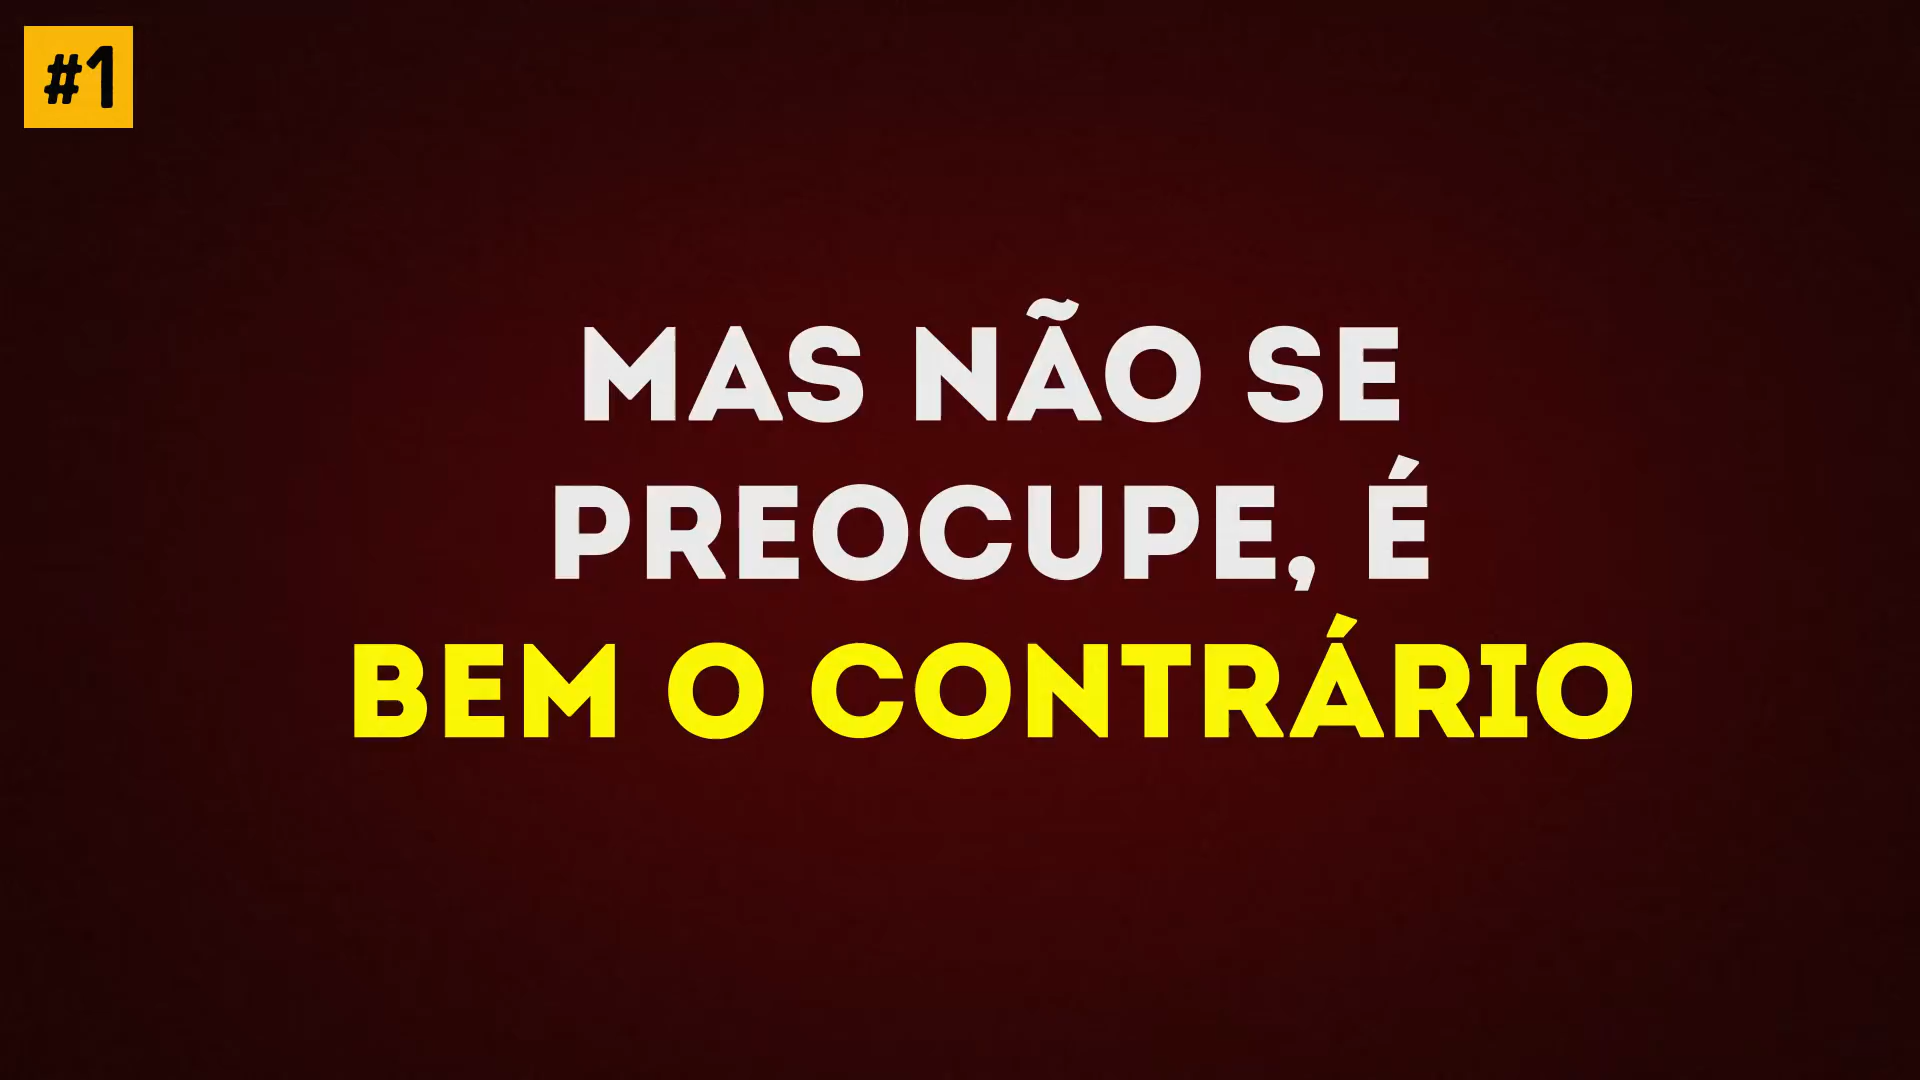 #1
MAS NÃO SE
PREOCUPE, É
BEM O CONTRÁRIO